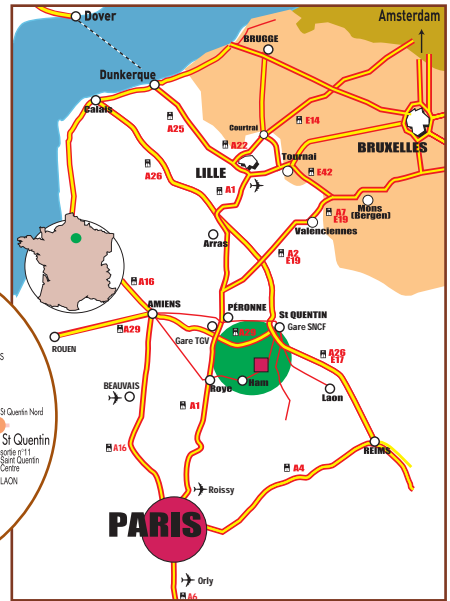 Amsterdam
Dover
BRUGGE
Dunkerque
Calais
A25
E14
Courtrai
A22
BRUXELLES
LILLE
Tournai
A26
E42
A1
Mons
(Bergen)
A7
E19
Valenciennes
Arras
A2
E19
A16
AMIENS
PÉRONNE
St QUENTIN
A29
Gare SNCF
A29
Gare TGV
ROUEN
A26
E17
S
BEAUVAIS
Roye
Ham
Laon
A1
St Quentin Nord
St Quentin
sortie n°11
Saint Quentin
Centre
LAON
A16
REIMS
A4
Roissy
PARIS
Orly
A6